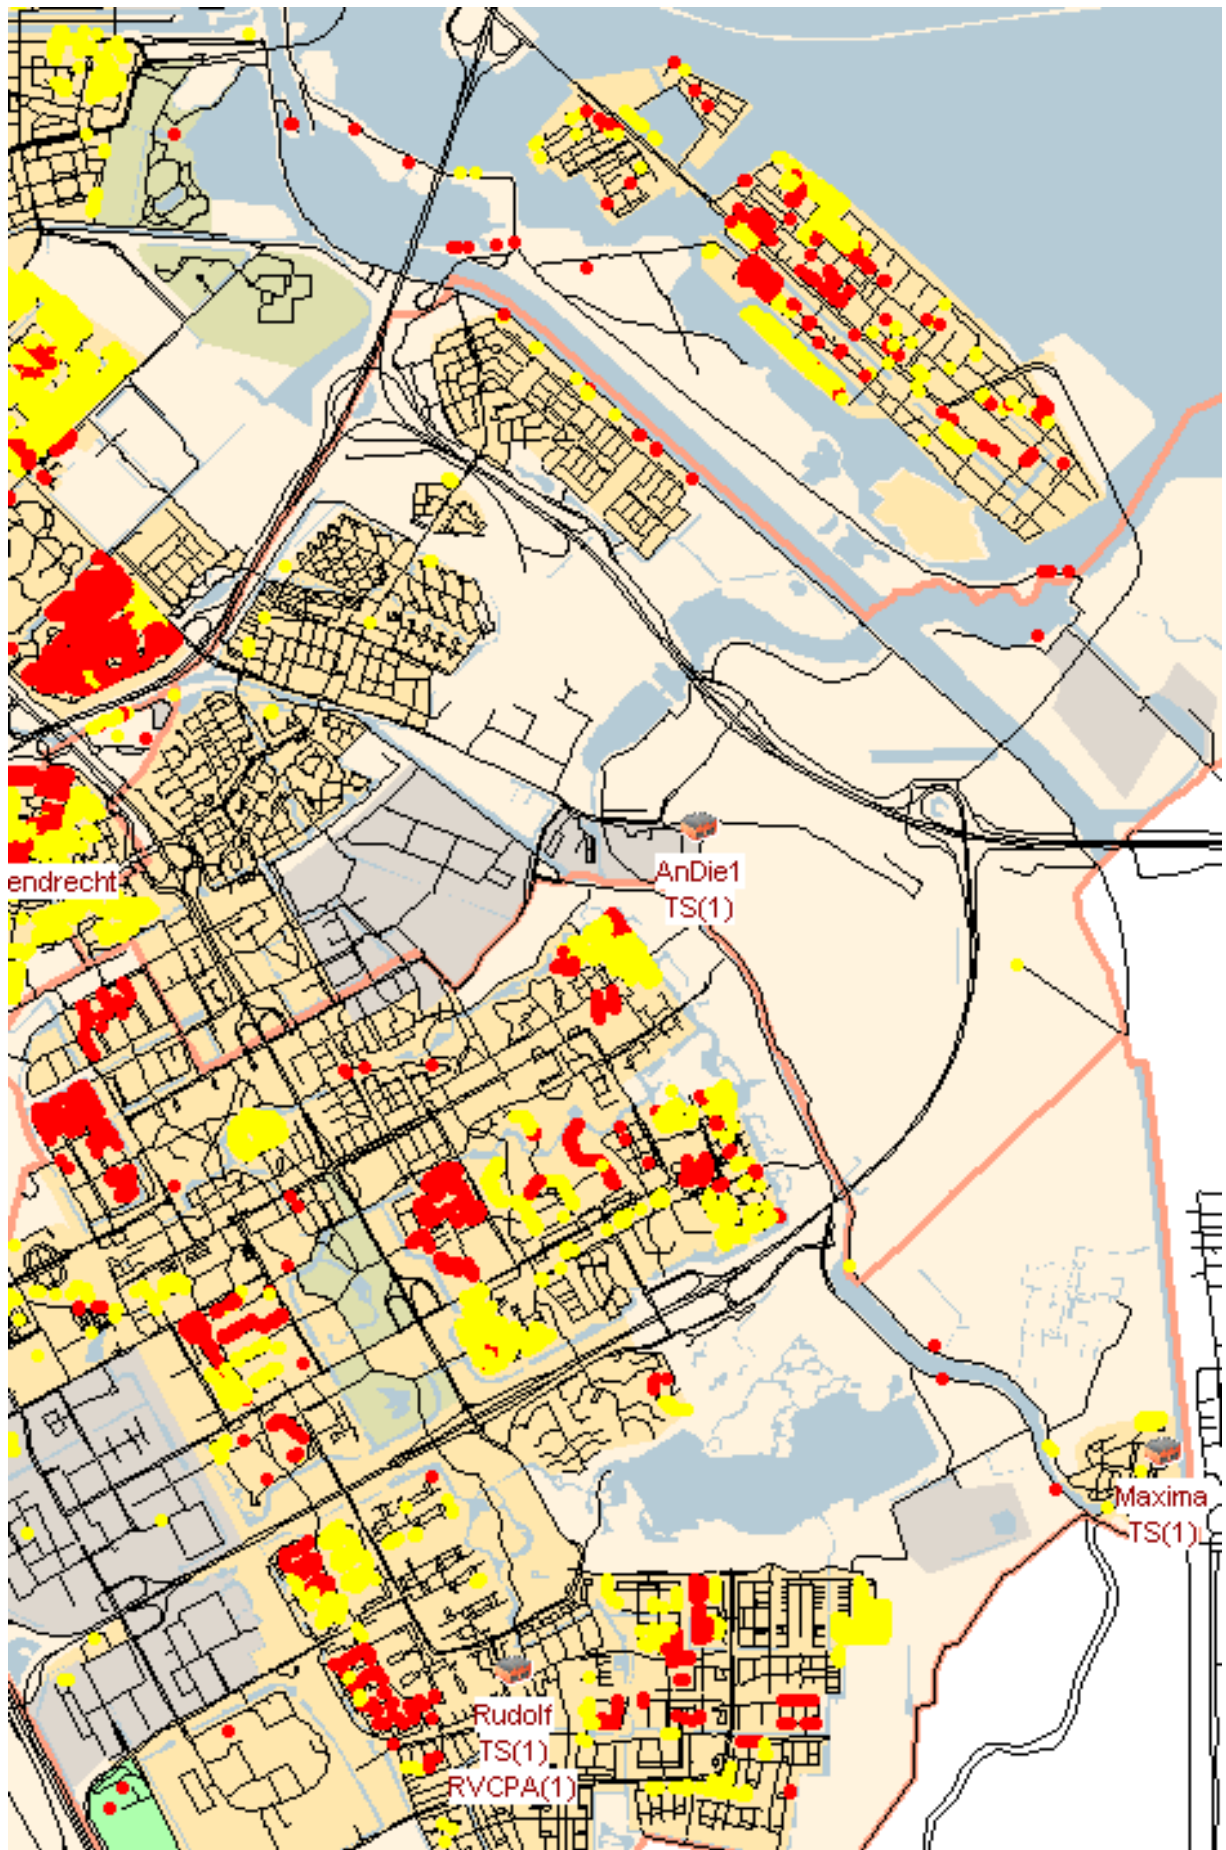 endrecht
AnDie1
TS(1)
Maxima
TS(1)
Rudolf
TS(1)
RVCPA(1)